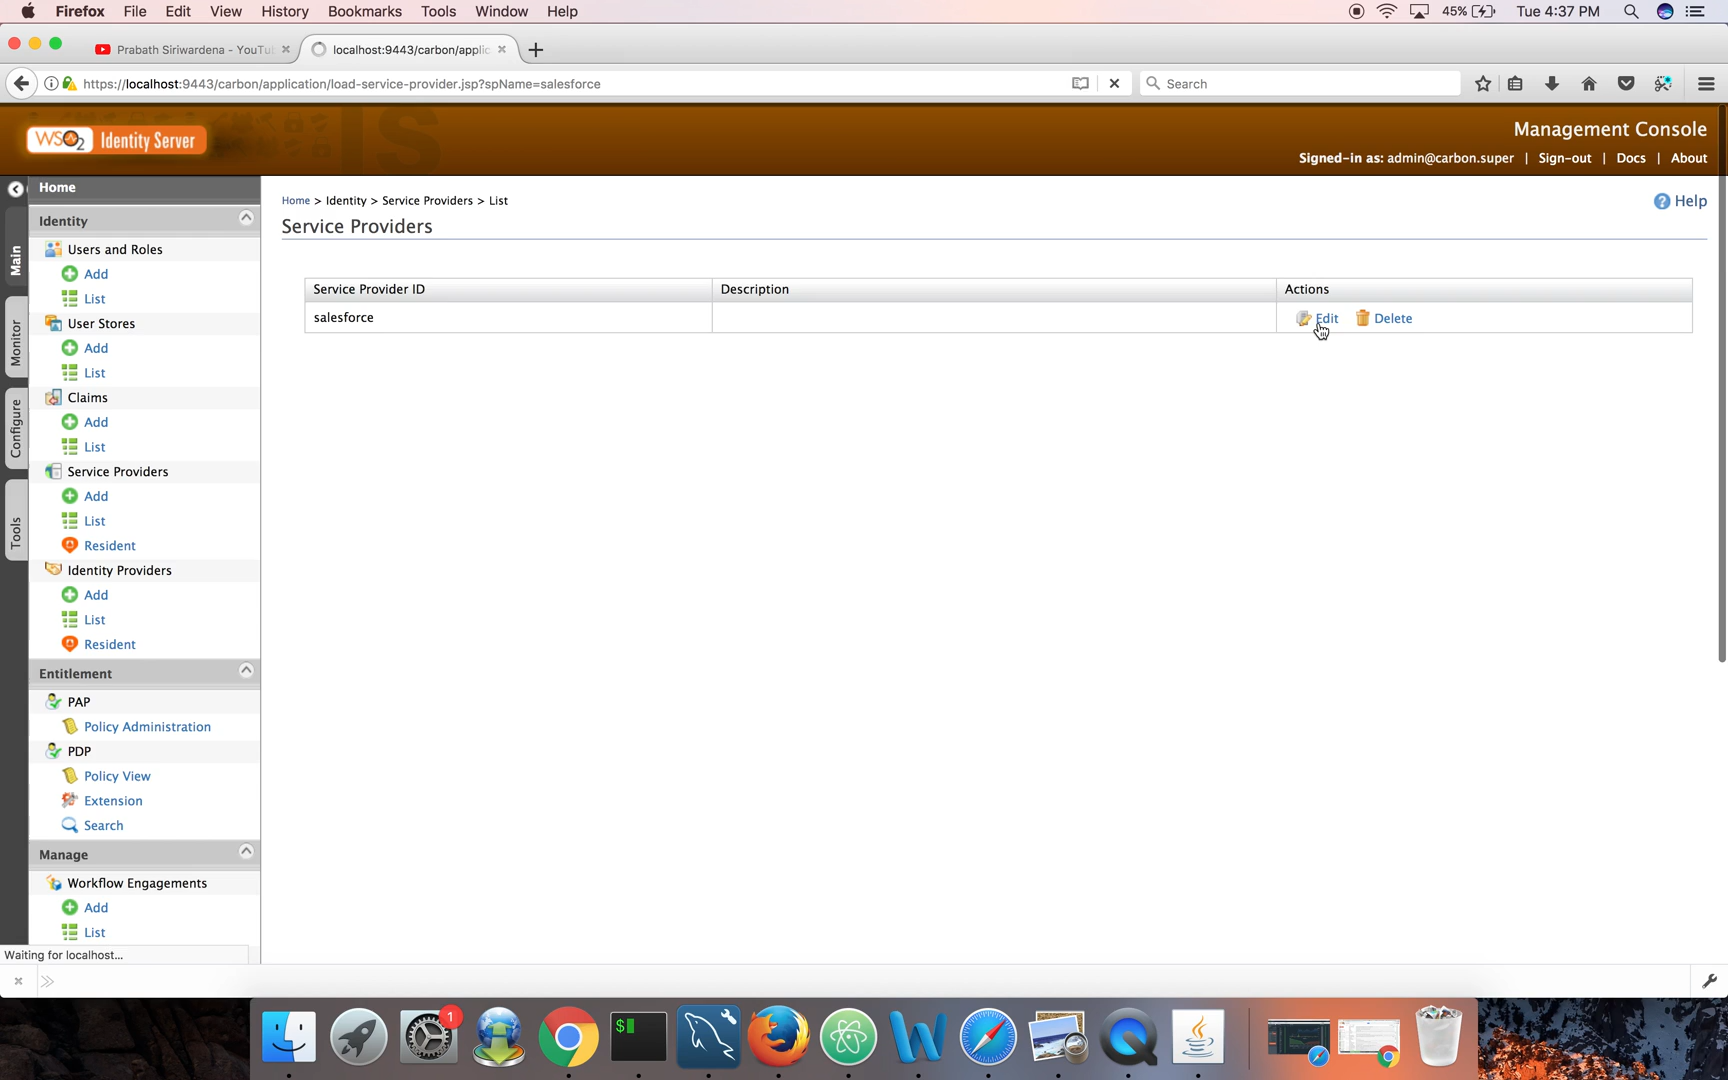 Firefox File Edit View History Bookmarks Tools Window Help 45% Tue 4:37 PM
Prabath Siriwardena - YouTu
localhost:9443/carbon/applic
https://localhost:9443/carbon/application/load-service-provider.jsp?spName=salesforce
Search
WSO2 Identity Server
Management Console
Signed-in as: admin@carbon.super | Sign-out | Docs | About
Main
Monitor
Configure
Tools
Home
Identity
Users and Roles
Add
List
User Stores
Add
List
Claims
Add
List
Service Providers
Add
List
Resident
Identity Providers
Add
List
Resident
Entitlement
PAP
Policy Administration
PDP
Policy View
Extension
Search
Manage
Workflow Engagements
Add
List
Home > Identity > Service Providers > List
Help
Service Providers
Service Provider ID Description Actions
salesforce Edit Delete
Waiting for localhost...
1
$